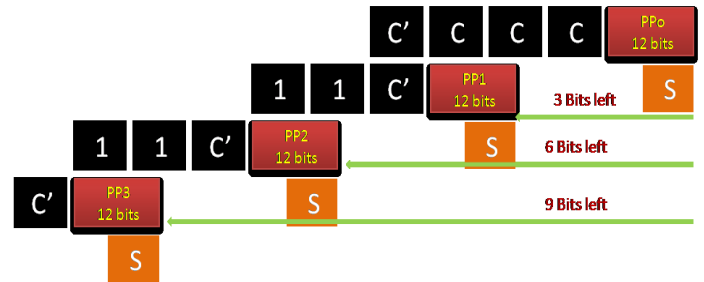 C’ C C C PPo
12 bits
1 1 C’ PP1
12 bits
3 Bits left
S
1 1 C’ PP2
12 bits
S
6 Bits left
C’ PP3
12 bits
S
9 Bits left
S